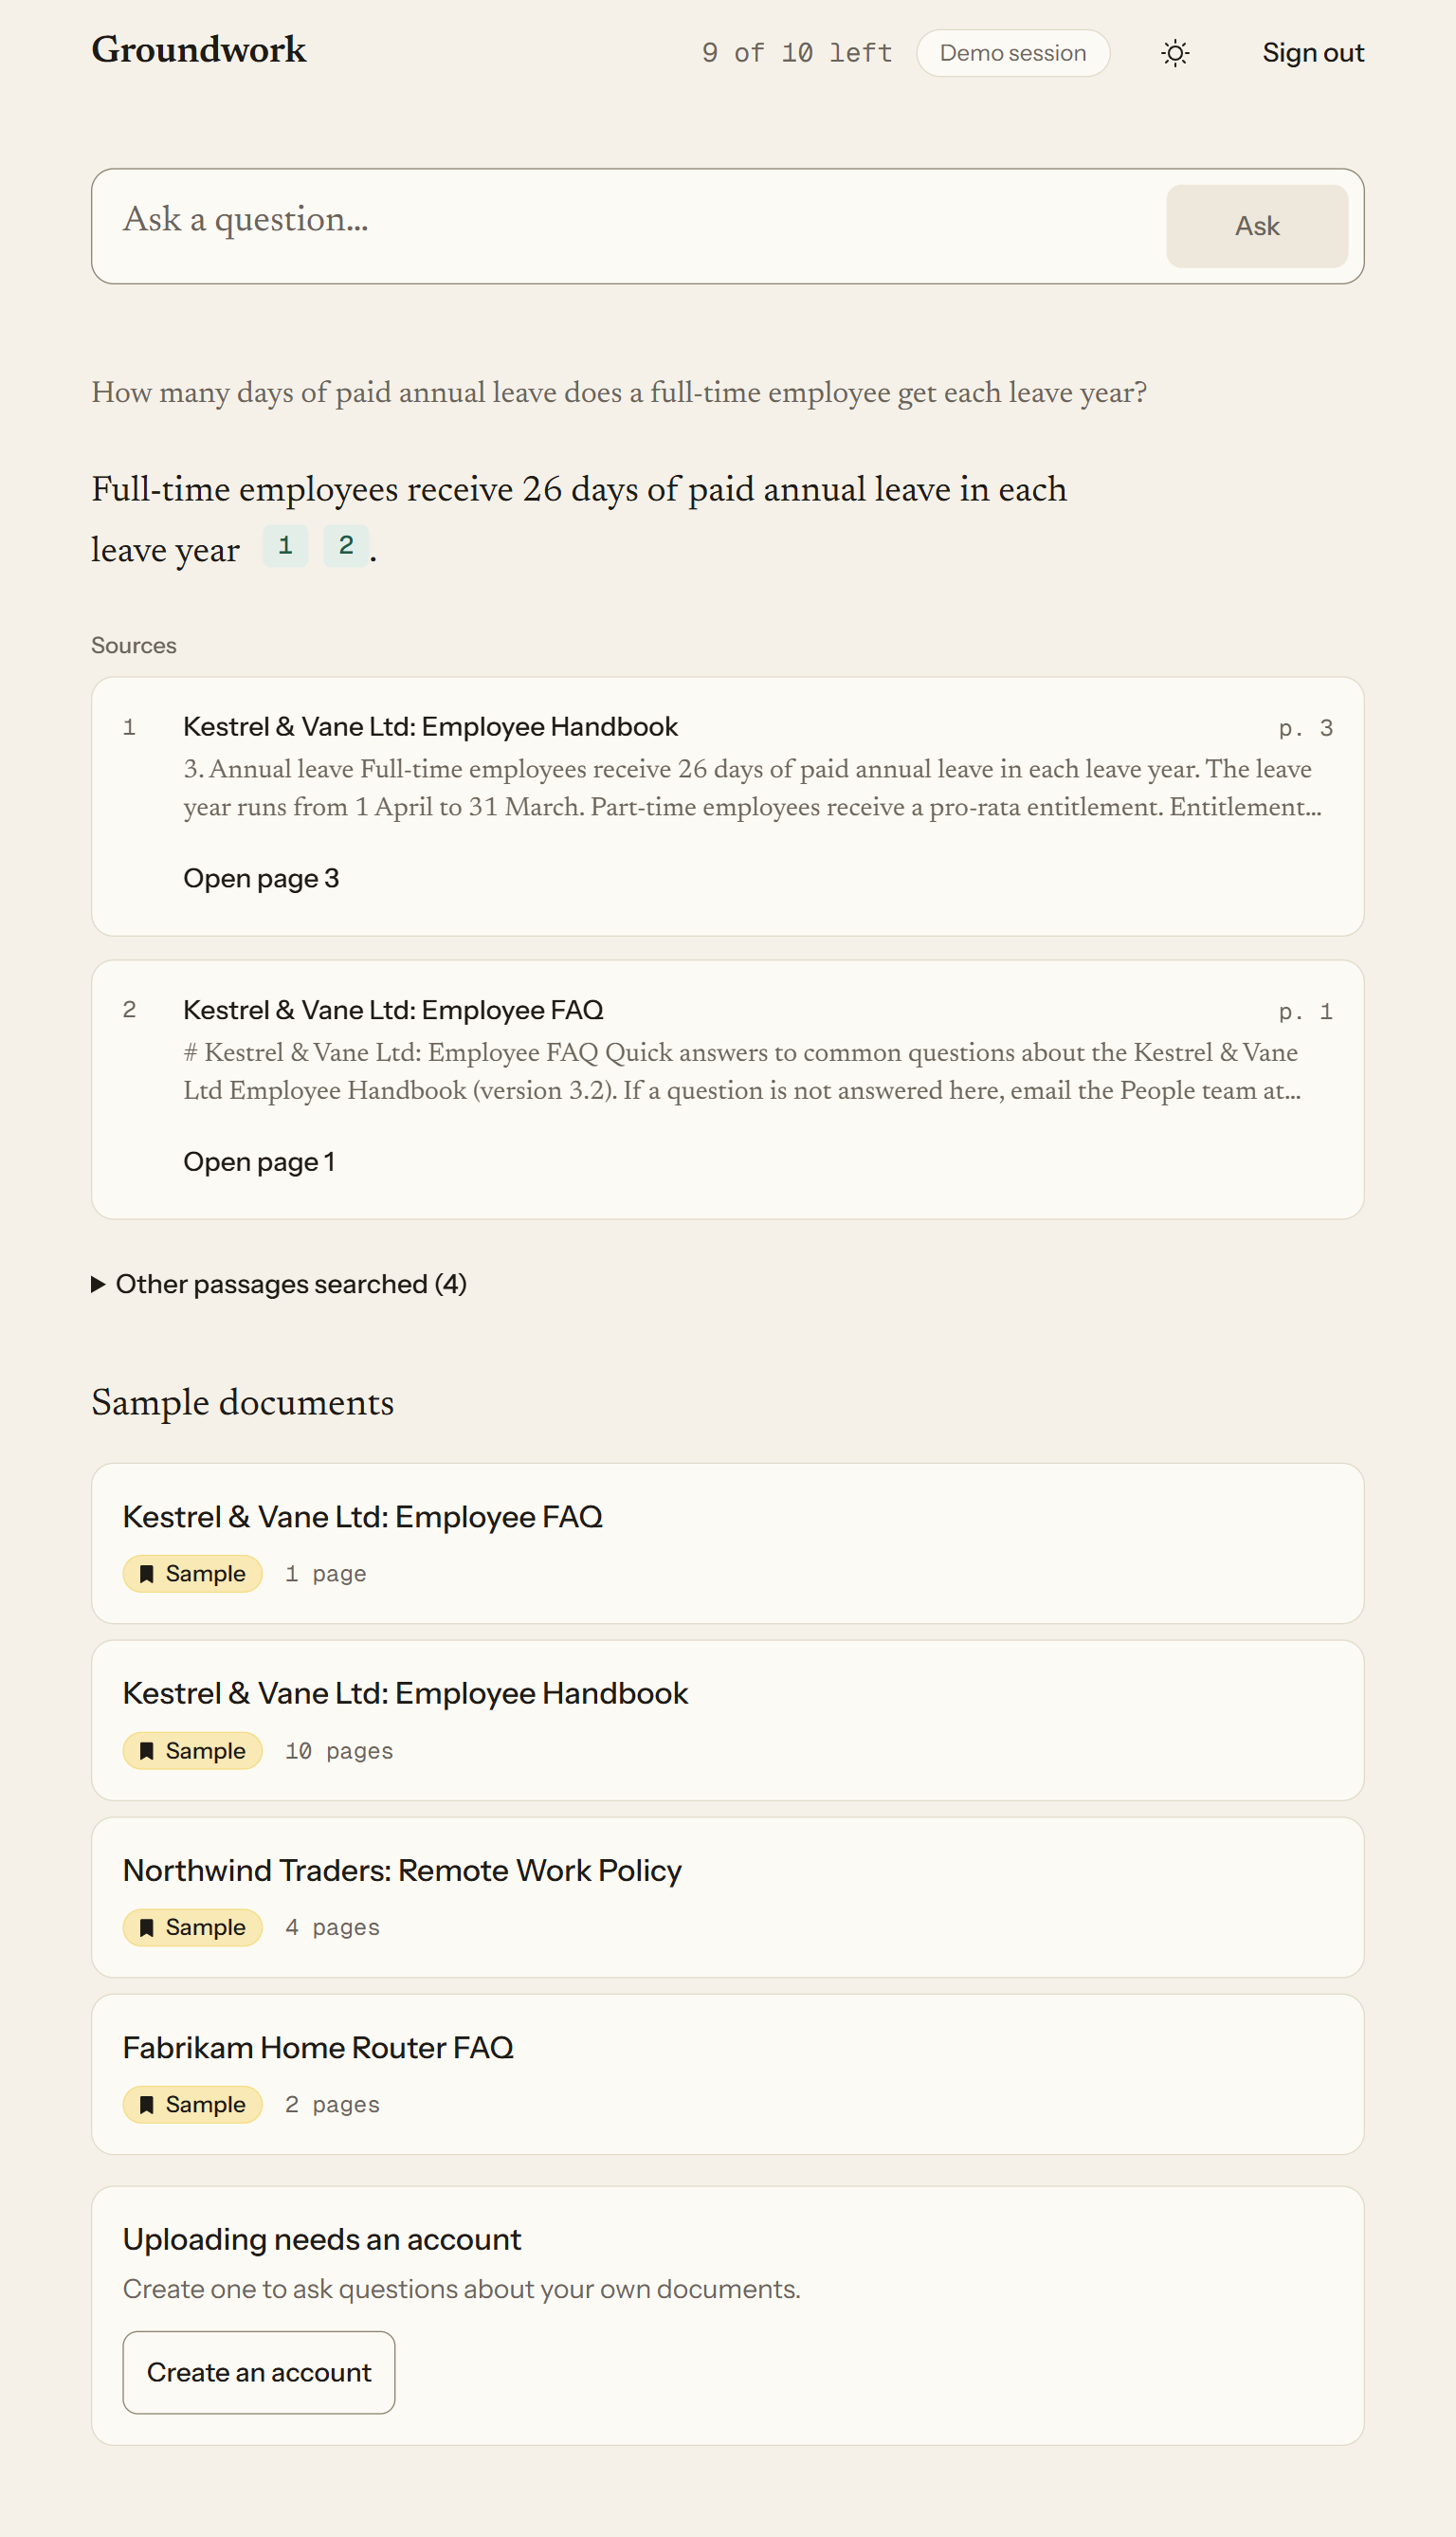 Groundwork
9 of 10 left
Demo session
Sign out
Ask a question...
Ask
How many days of paid annual leave does a full-time employee get each leave year?
Full-time employees receive 26 days of paid annual leave in each
leave year 1 2.
Sources
1 Kestrel & Vane Ltd: Employee Handbook p. 3
3. Annual leave Full-time employees receive 26 days of paid annual leave in each leave year. The leave
year runs from 1 April to 31 March. Part-time employees receive a pro-rata entitlement. Entitlement...
Open page 3
2 Kestrel & Vane Ltd: Employee FAQ p. 1
# Kestrel & Vane Ltd: Employee FAQ Quick answers to common questions about the Kestrel & Vane
Ltd Employee Handbook (version 3.2). If a question is not answered here, email the People team at...
Open page 1
Other passages searched (4)
Sample documents
Kestrel & Vane Ltd: Employee FAQ
Sample 1 page
Kestrel & Vane Ltd: Employee Handbook
Sample 10 pages
Northwind Traders: Remote Work Policy
Sample 4 pages
Fabrikam Home Router FAQ
Sample 2 pages
Uploading needs an account
Create one to ask questions about your own documents.
Create an account